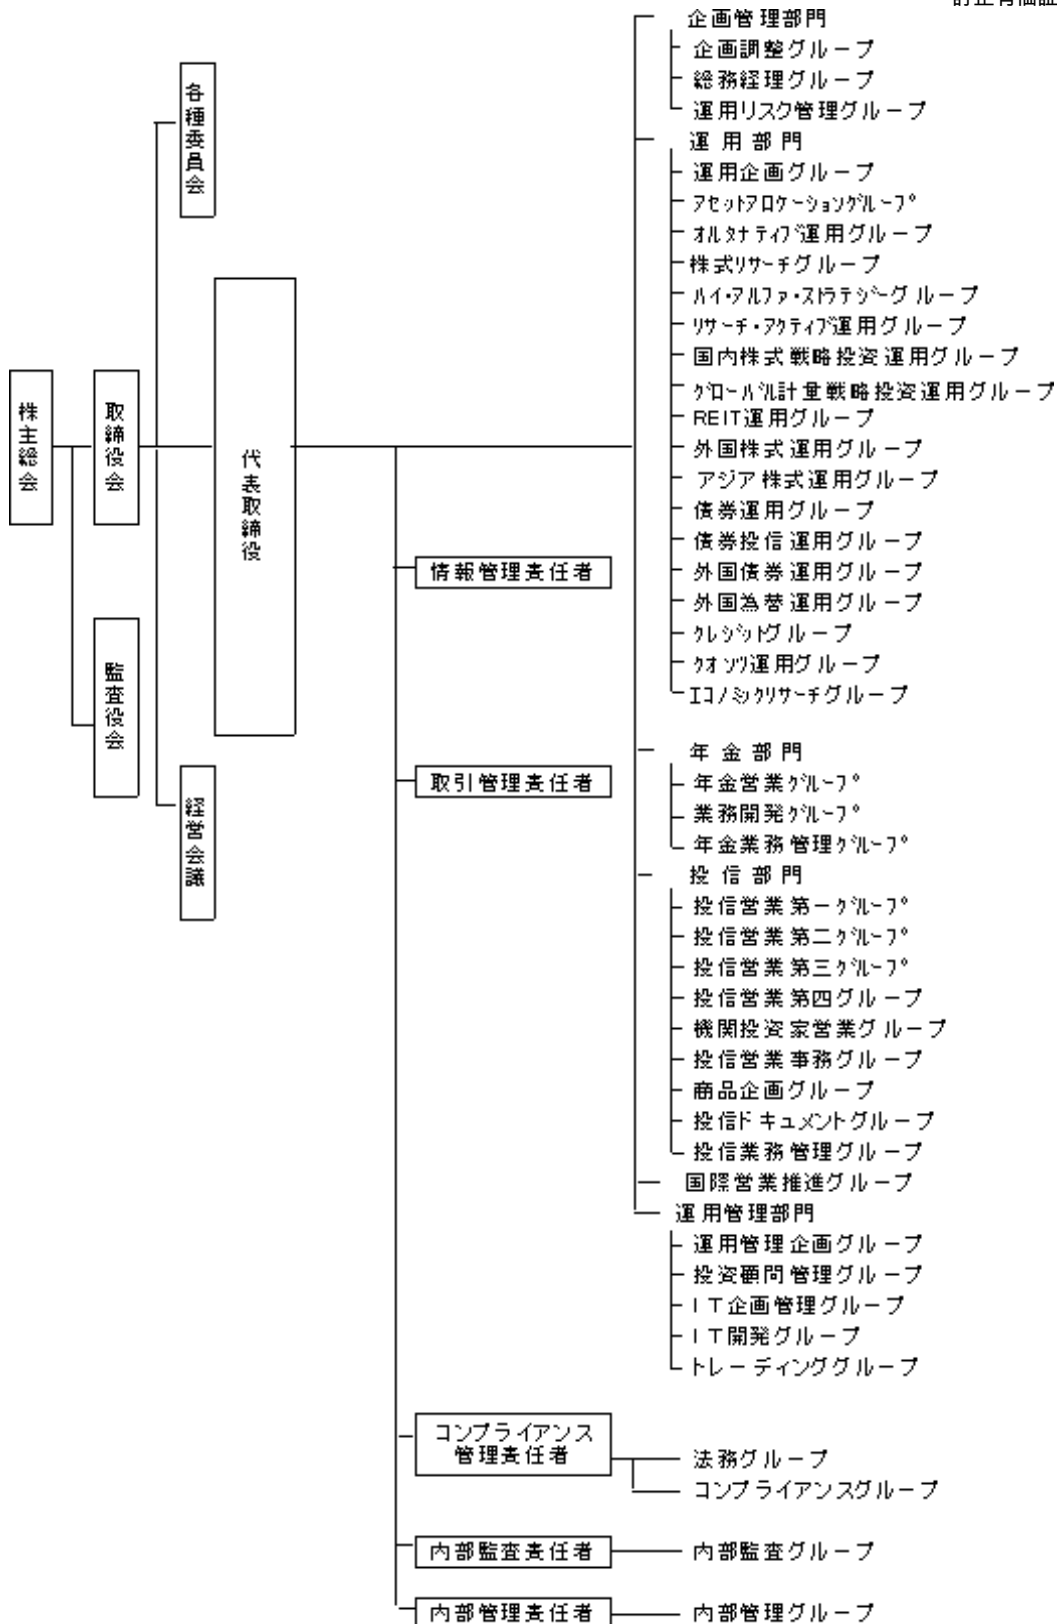 企画管理部門
企画調整グループ
総務経理グループ
運用リスク管理グループ
運用部門
運用企画グループ
ｱｾｯﾄｱﾛｹｰｼｮﾝｸﾞﾙｰﾌﾟ
ｵﾙﾀﾅﾃｨﾌﾞ運用グループ
株式ﾘｻｰﾁグループ
ﾊｲ・ｱﾙﾌｧ・ｽﾄﾗﾃｼﾞｰグループ
ﾘｻｰﾁ・ｱｸﾃｨﾌﾞ運用グループ
国内株式戦略投資運用グループ
ｸﾞﾛｰﾊﾞﾙ計量戦略投資運用グループ
REIT運用グループ
外国株式運用グループ
アジア株式運用グループ
債券運用グループ
債券投信運用グループ
外国債券運用グループ
外国為替運用グループ
ｸﾚｼﾞｯﾄグループ
ｸｵﾝﾂ運用グループ
ｴｺﾉﾐｯｸﾘｻｰﾁグループ
年金部門
年金営業ｸﾞﾙｰﾌﾟ
業務開発ｸﾞﾙｰﾌﾟ
年金業務管理ｸﾞﾙｰﾌﾟ
投信部門
投信営業第一ｸﾞﾙｰﾌﾟ
投信営業第二ｸﾞﾙｰﾌﾟ
投信営業第三ｸﾞﾙｰﾌﾟ
投信営業第四グループ
機関投資家営業グループ
投信営業事務グループ
商品企画グループ
投信ﾄﾞキュメントグループ
投信業務管理グループ
国際営業推進グループ
運用管理部門
運用管理企画グループ
投資顧問管理グループ
ＩＴ企画管理グループ
ＩＴ開発グループ
トレーディンググループ
株主総会
取締役会
監査役会
各種委員会
経営会議
代表取締役
情報管理責任者
取引管理責任者
コンプライアンス
管理責任者
法務グループ
コンプライアンスグループ
内部監査責任者
内部監査グループ
内部管理責任者
内部管理グループ